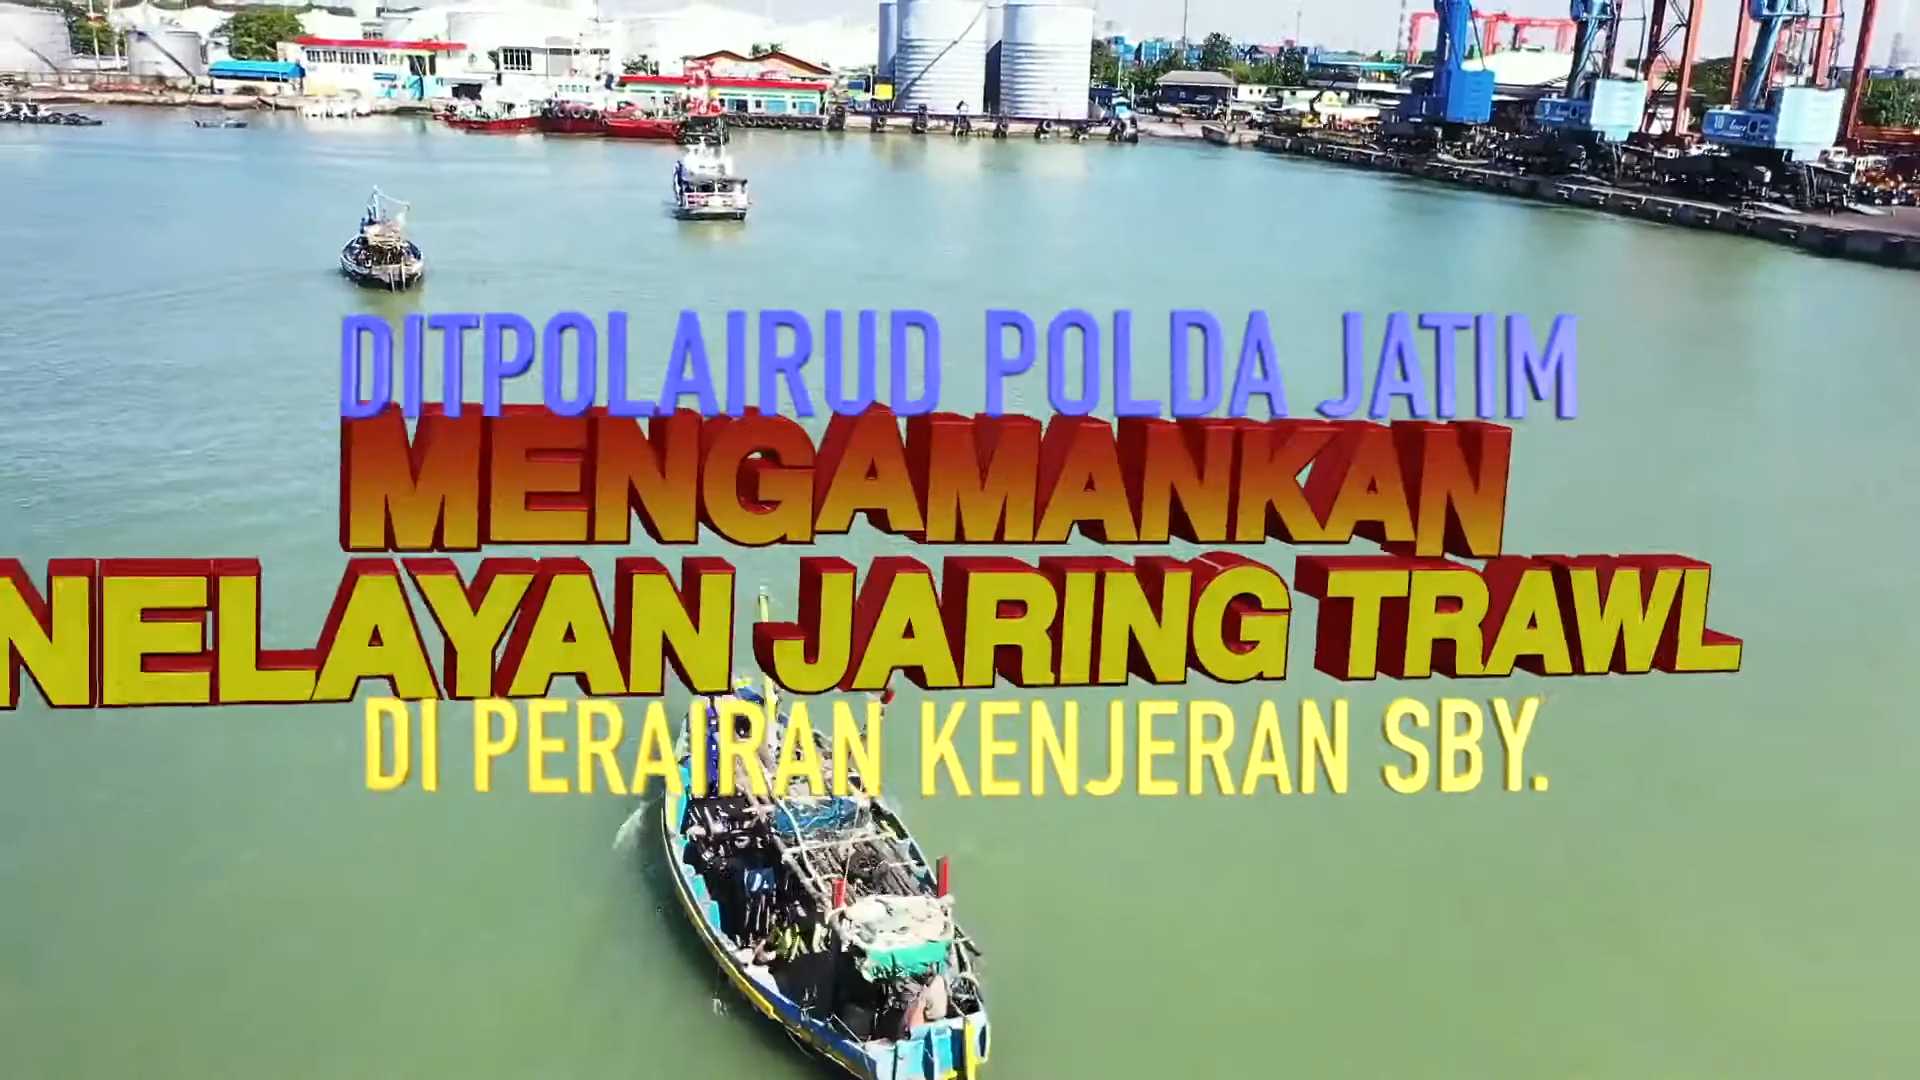 DITPOLAIRUD POLDA JATIM
MENGAMANKAN
NELAYAN JARING TRAWL
DI PERAIRAN KENJERAN SBY.